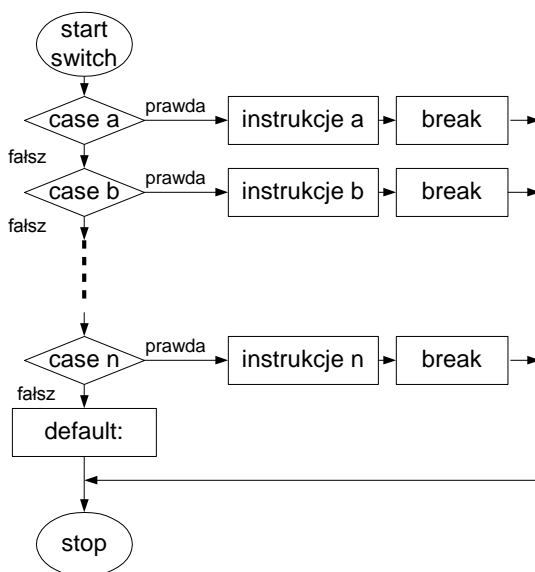 start
switch
case a
prawda
instrukcje a
break
fałsz
case b
prawda
instrukcje b
break
fałsz
case n
prawda
instrukcje n
break
fałsz
default:
stop